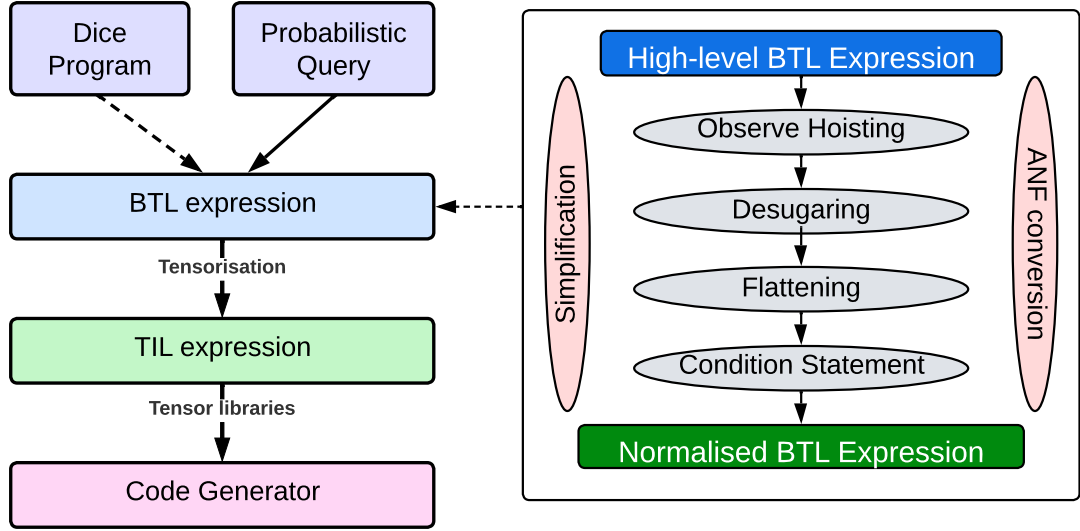 Dice
Program
Probabilistic
Query
BTL expression
Tensorisation
TIL expression
Tensor libraries
Code Generator
High-level BTL Expression
Observe Hoisting
Desugaring
Flattening
Condition Statement
Normalised BTL Expression
Simplification
ANF conversion